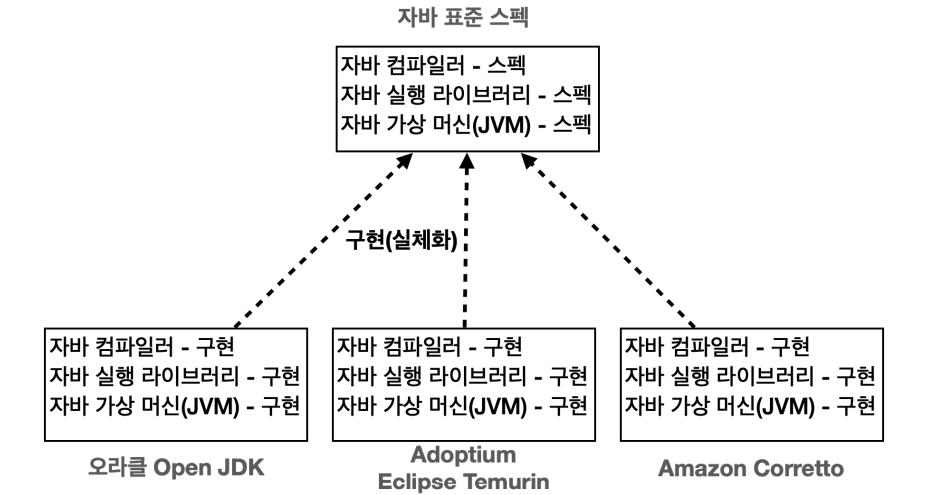 자바 표준 스펙
자바 컴파일러 - 스펙
자바 실행 라이브러리 - 스펙
자바 가상 머신(JVM) - 스펙
구현(실체화)
자바 컴파일러 - 구현
자바 실행 라이브러리 - 구현
자바 가상 머신(JVM) - 구현
오라클 Open JDK
자바 컴파일러 - 구현
자바 실행 라이브러리 - 구현
자바 가상 머신(JVM) - 구현
Adoptium
Eclipse Temurin
자바 컴파일러 - 구현
자바 실행 라이브러리 - 구현
자바 가상 머신(JVM) - 구현
Amazon Corretto